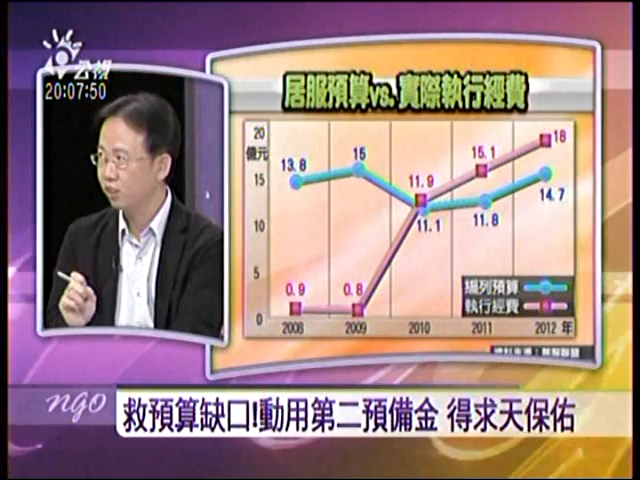 公視
20:07:50
居服預算vs.實際執行經費
20
億元
15
10
5
0
13.8
15
11.1
11.8
14.7
0.9
0.8
11.9
15.1
18
編列預算
執行經費
2008 2009 2010 2011 2012 年
ngo
救預算缺口!動用第二預備金 得求天保佑